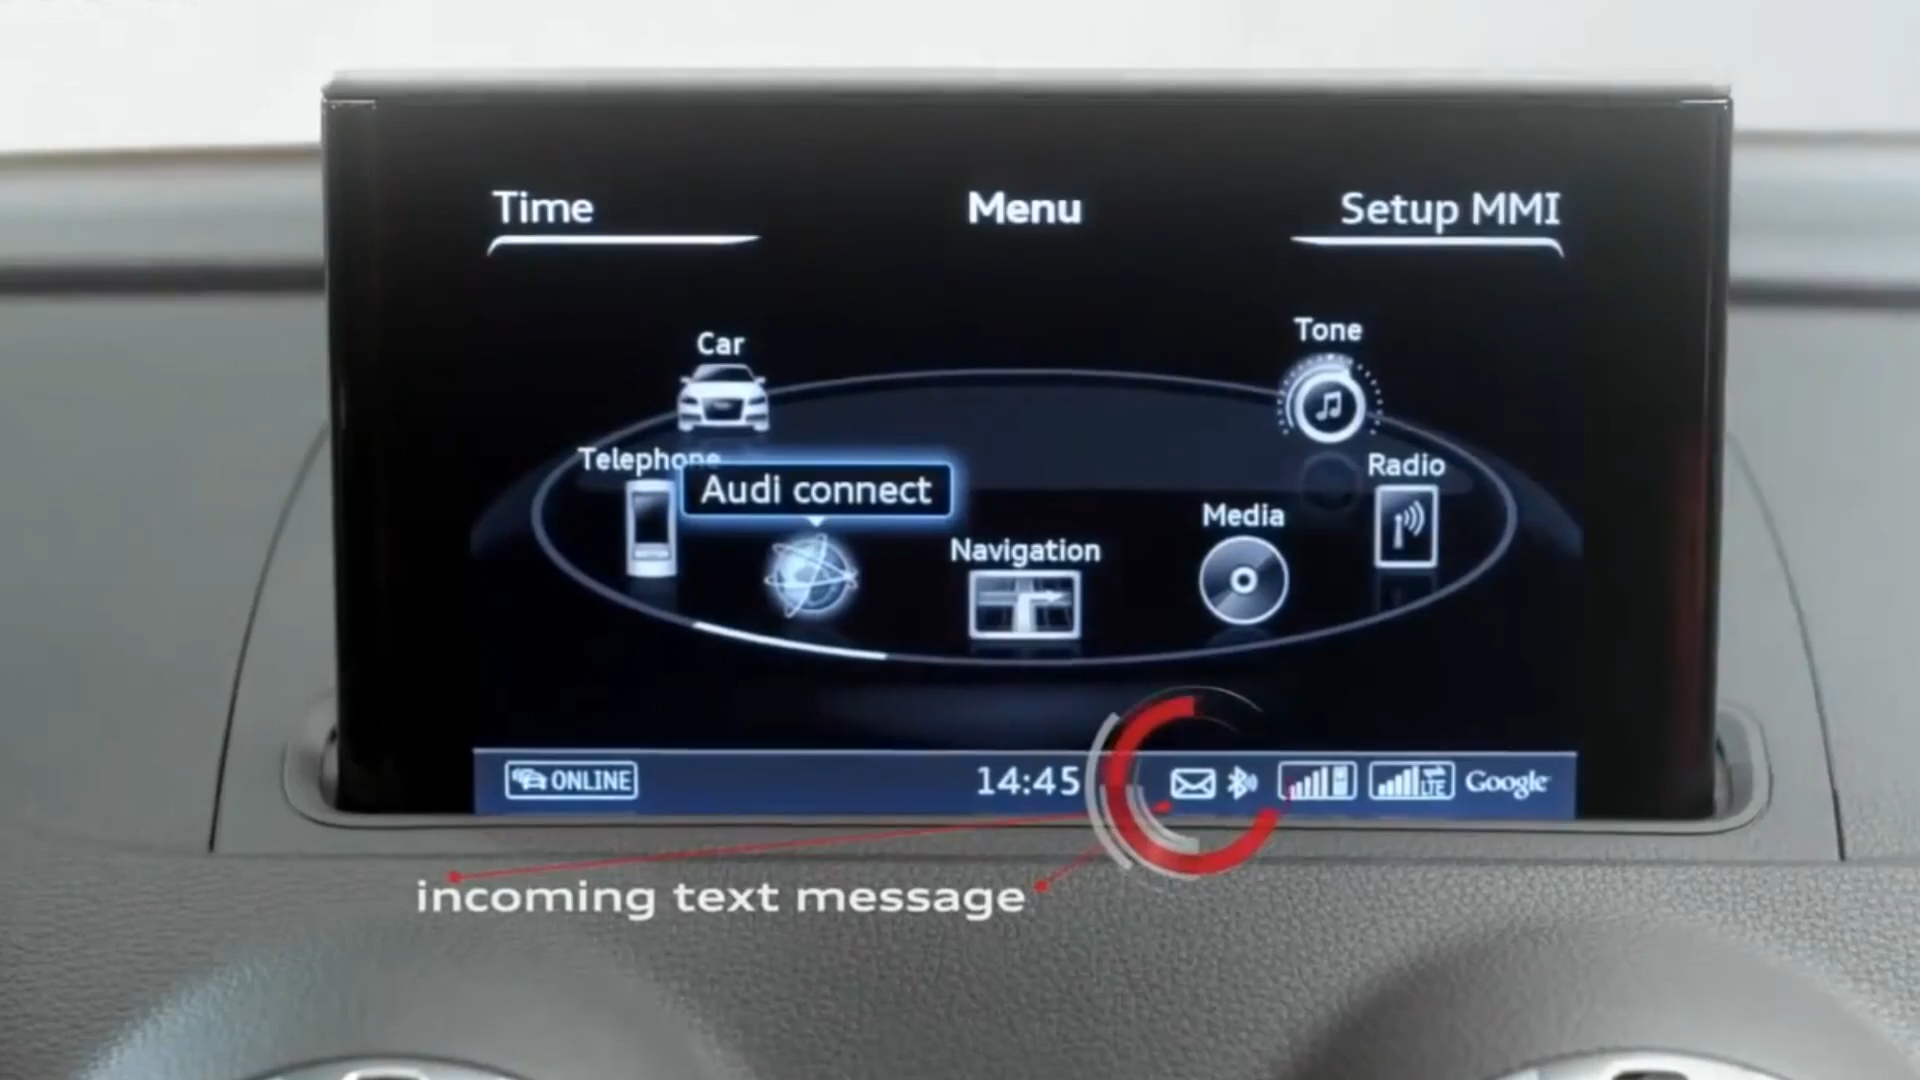 Time
Menu
Setup MMI
Car
Tone
Telephone
Audi connect
Radio
Media
Navigation
ONLINE
14:45
LTE
Google
incoming text message